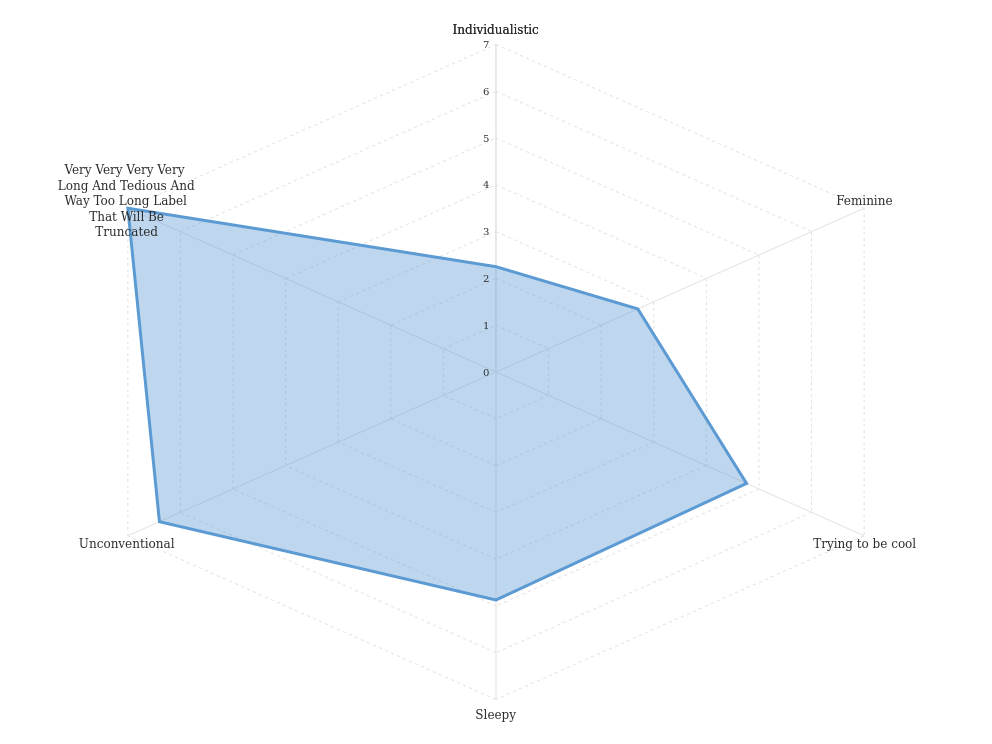 Individualistic
7
6
5
4
3
2
1
0
Feminine
Trying to be cool
Sleepy
Unconventional
Very Very Very Very
Long And Tedious And
Way Too Long Label
That Will Be
Truncated